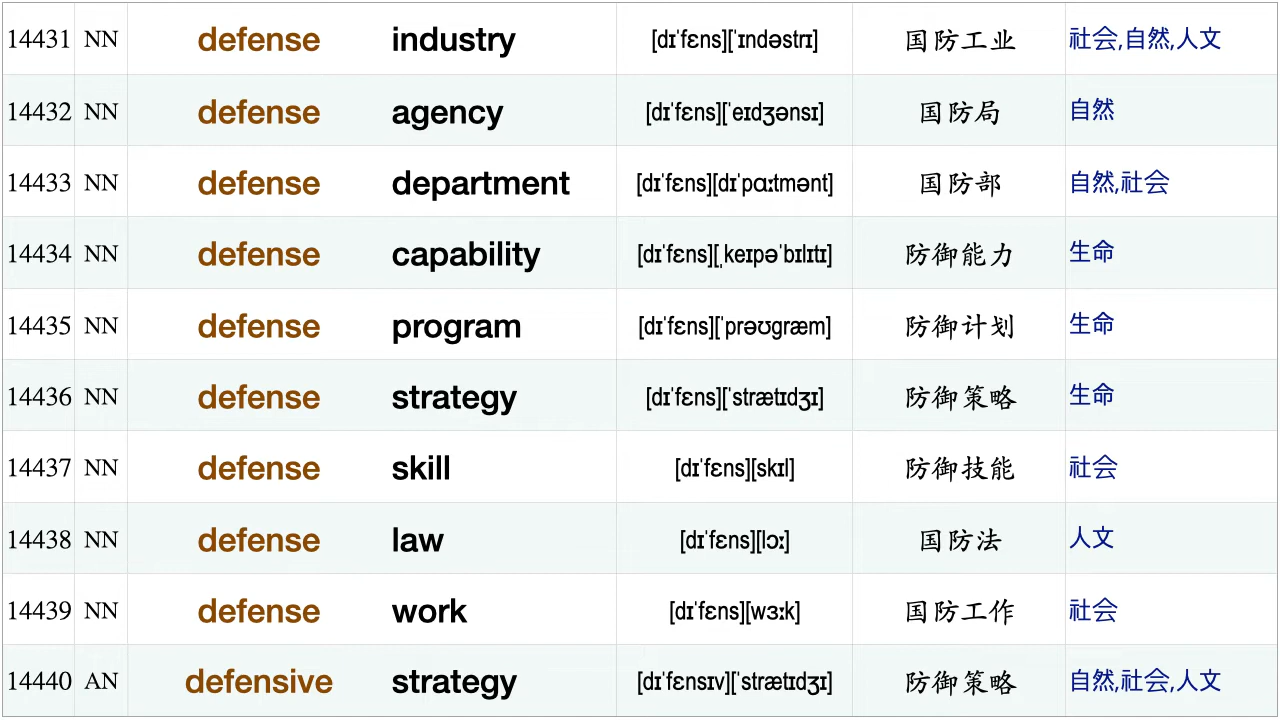 14431 NN defense industry [dɪˈfɛns][ˈɪndəstrɪ] 国防工业 社会,自然,人文
14432 NN defense agency [dɪˈfɛns][ˈeɪdʒənsɪ] 国防局 自然
14433 NN defense department [dɪˈfɛns][dɪˈpɑːtmənt] 国防部 自然,社会
14434 NN defense capability [dɪˈfɛns][ˌkeɪpəˈbɪlɪtɪ] 防御能力 生命
14435 NN defense program [dɪˈfɛns][ˈprəʊgræm] 防御计划 生命
14436 NN defense strategy [dɪˈfɛns][ˈstrætɪdʒɪ] 防御策略 生命
14437 NN defense skill [dɪˈfɛns][skɪl] 防御技能 社会
14438 NN defense law [dɪˈfɛns][lɔː] 国防法 人文
14439 NN defense work [dɪˈfɛns][wɜːk] 国防工作 社会
14440 AN defensive strategy [dɪˈfɛnsɪv][ˈstrætɪdʒɪ] 防御策略 自然,社会,人文